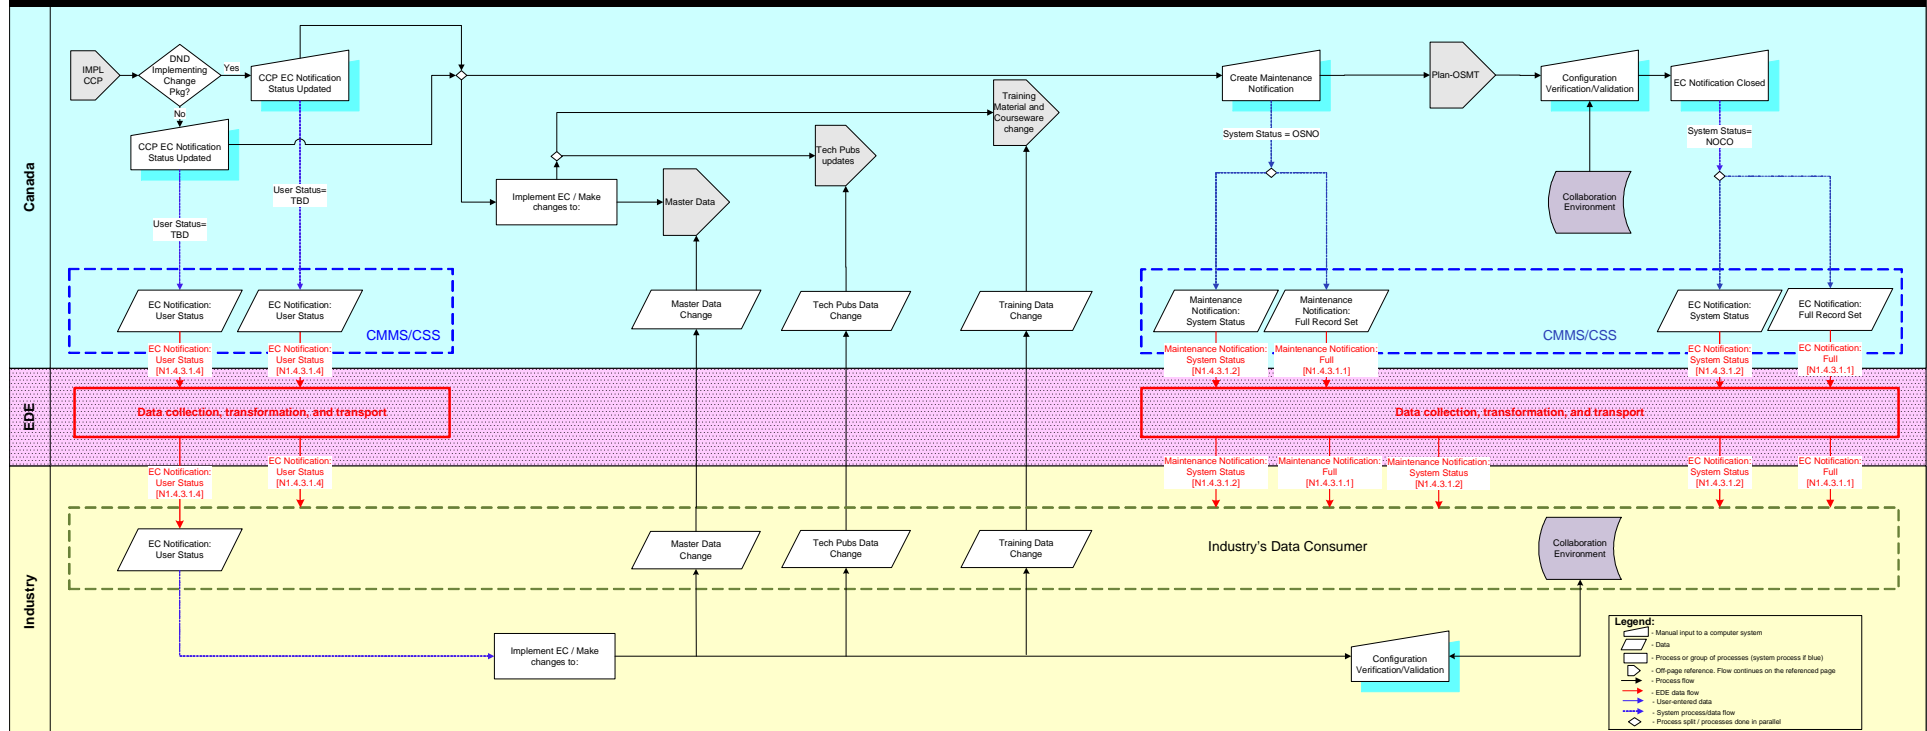 Canada
IMPL
CCP
DND
Implementing
Change
Pkg?
Yes
No
CCP EC Notification
Status Updated
CCP EC Notification
Status Updated
User Status=
TBD
User Status=
TBD
Implement EC / Make
changes to:
Master Data
Tech Pubs
updates
Training
Material and
Courseware
change
Create Maintenance
Notification
System Status = OSNO
Plan-OSMT
Configuration
Verification/Validation
EC Notification Closed
System Status=
NOCO
Collaboration
Environment
EC Notification:
User Status
EC Notification:
User Status
CMMS/CSS
Master Data
Change
Tech Pubs Data
Change
Training Data
Change
Maintenance
Notification:
System Status
Maintenance
Notification:
Full Record Set
EC Notification:
System Status
EC Notification:
Full Record Set
CMMS/CSS
EC Notification:
User Status
[N1.4.3.1.4]
EC Notification:
User Status
[N1.4.3.1.4]
Maintenance Notification:
System Status
[N1.4.3.1.2]
Maintenance Notification:
Full
[N1.4.3.1.1]
EC Notification:
System Status
[N1.4.3.1.2]
EC Notification:
Full
[N1.4.3.1.1]
EDE
Data collection, transformation, and transport
Data collection, transformation, and transport
EC Notification:
User Status
[N1.4.3.1.4]
EC Notification:
User Status
[N1.4.3.1.4]
Maintenance Notification:
System Status
[N1.4.3.1.2]
Maintenance Notification:
Full
[N1.4.3.1.1]
Maintenance Notification:
System Status
[N1.4.3.1.2]
EC Notification:
System Status
[N1.4.3.1.2]
EC Notification:
Full
[N1.4.3.1.1]
Industry
EC Notification:
User Status
Master Data
Change
Tech Pubs Data
Change
Training Data
Change
Industry's Data Consumer
Collaboration
Environment
Implement EC / Make
changes to:
Configuration
Verification/Validation
Legend:
- Manual input to a computer system
- Data
- Process or group of processes (system process if blue)
- Off-page reference. Flow continues on the referenced page
- Process flow
- EDE data flow
- User-entered data
- System process/data flow
- Process split / processes done in parallel